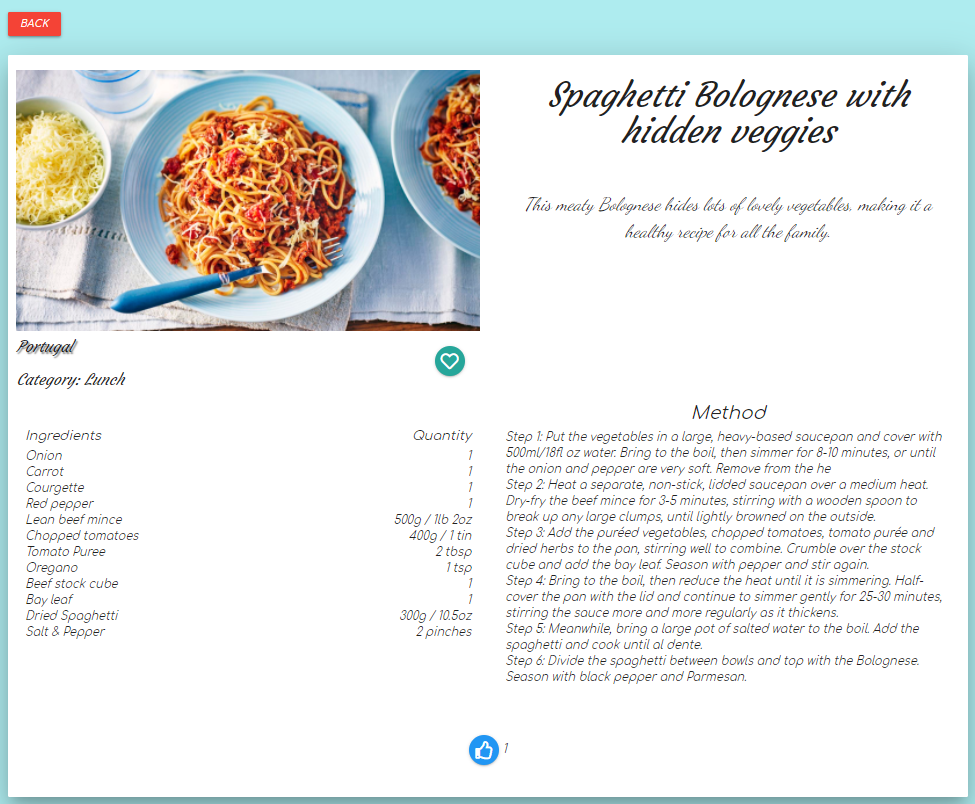 BACK
Spaghetti Bolognese with
hidden veggies
This meaty Bolognese hides lots of lovely vegetables, making it a
healthy recipe for all the family.
Portugal
Category: Lunch
Ingredients Quantity
Onion 1
Carrot 1
Courgette 1
Red pepper 1
Lean beef mince 500g / 1lb 2oz
Chopped tomatoes 400g / 1 tin
Tomato Puree 2 tbsp
Oregano 1 tsp
Beef stock cube 1
Bay leaf 1
Dried Spaghetti 300g / 10.5oz
Salt & Pepper 2 pinches
Method
Step 1: Put the vegetables in a large, heavy-based saucepan and cover with
500ml/18fl oz water. Bring to the boil, then simmer for 8-10 minutes, or until
the onion and pepper are very soft. Remove from the he
Step 2: Heat a separate, non-stick, lidded saucepan over a medium heat.
Dry-fry the beef mince for 3-5 minutes, stirring with a wooden spoon to
break up any large clumps, until lightly browned on the outside.
Step 3: Add the puréed vegetables, chopped tomatoes, tomato purée and
dried herbs to the pan, stirring well to combine. Crumble over the stock
cube and add the bay leaf. Season with pepper and stir again.
Step 4: Bring to the boil, then reduce the heat until it is simmering. Half-
cover the pan with the lid and continue to simmer gently for 25-30 minutes,
stirring the sauce more and more regularly as it thickens.
Step 5: Meanwhile, bring a large pot of salted water to the boil. Add the
spaghetti and cook until al dente.
Step 6: Divide the spaghetti between bowls and top with the Bolognese.
Season with black pepper and Parmesan.
1